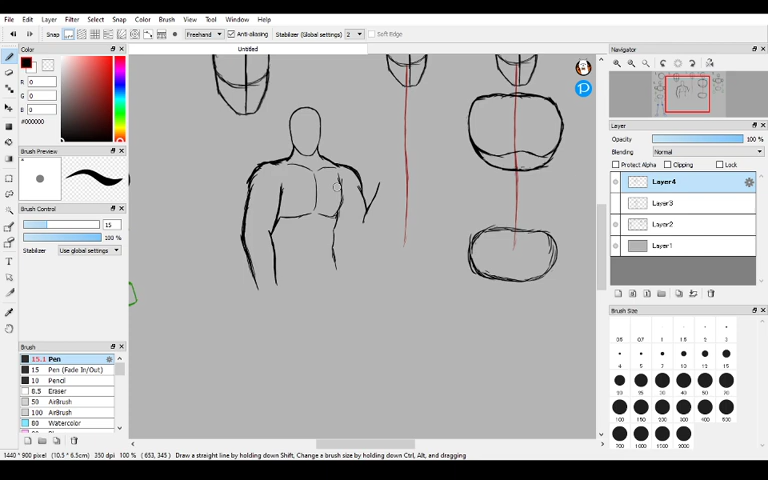 File Edit Layer Filter Select Snap Color Brush View Tool Window Help
Snap Freehand Anti-aliasing Stabilizer (Global settings) 2 Soft Edge
Untitled
Color
R 0
G 0
B 0
#000000
Brush Preview
Brush Control
15
100 %
Stabilizer Use global settings
Brush
15.1 Pen
15 Pen (Fade In/Out)
10 Pencil
8.5 Eraser
50 AirBrush
100 AirBrush
80 Watercolor
Navigator
Layer
Opacity 100 %
Blending Normal
Protect Alpha Clipping Lock
Layer4
Layer3
Layer2
Layer1
Brush Size
1440 * 900 pixel (10.5 * 6.5cm) 350 dpi 100 % ( 653, 345 ) Draw a straight line by holding down Shift, Change a brush size by holding down Ctrl, Alt, and dragging